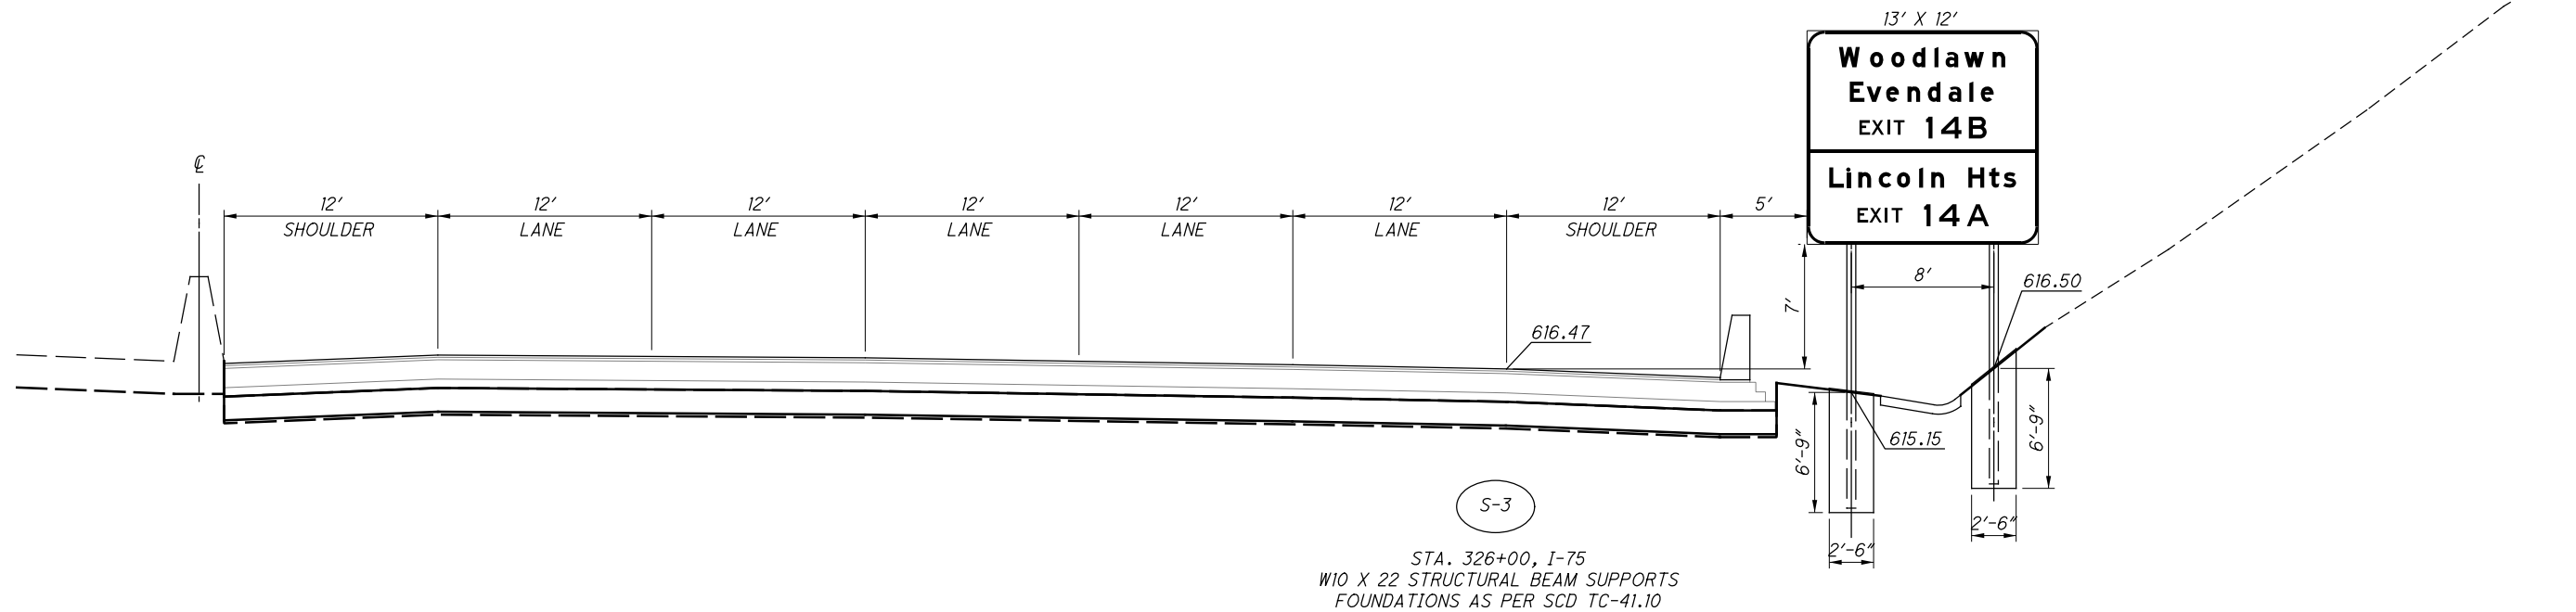 13' X 12'
Woodlawn
Evendale
EXIT 14B
Lincoln Hts
EXIT 14A
℄
12' 12' 12' 12' 12' 12' 12' 5'
SHOULDER LANE LANE LANE LANE LANE SHOULDER
8'
616.50
7'
616.47
615.15
6'-9"
6'-9"
2'-6"
2'-6"
S-3
STA. 326+00, I-75
W10 X 22 STRUCTURAL BEAM SUPPORTS
FOUNDATIONS AS PER SCD TC-41.10